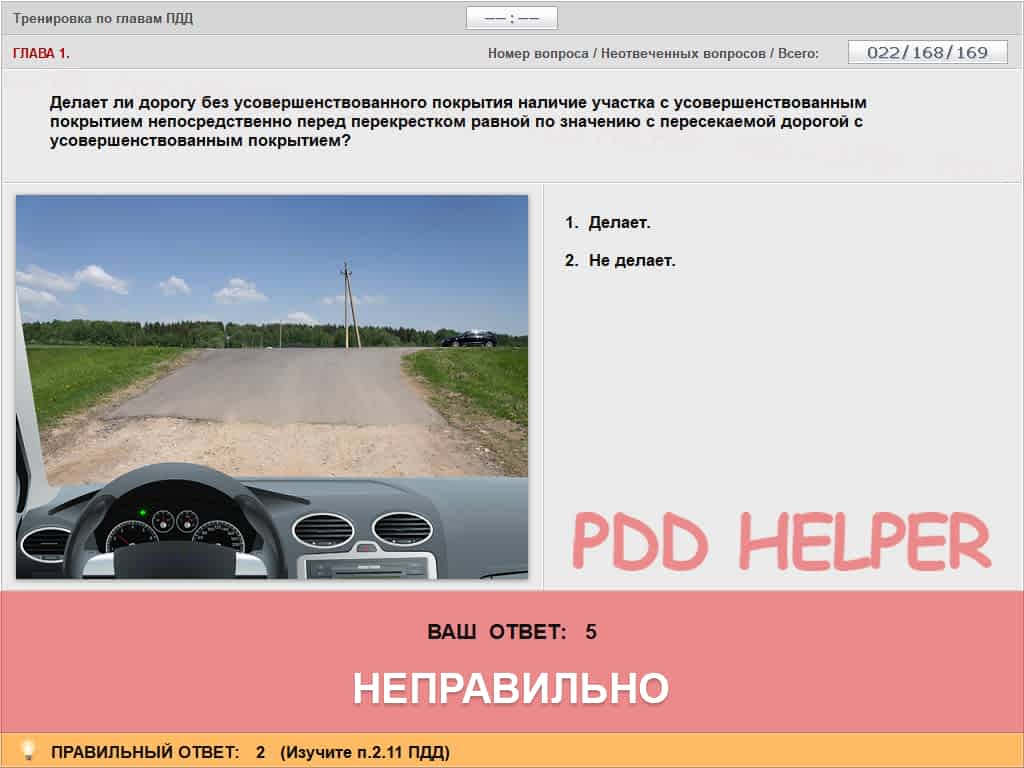 Тренировка по главам ПДД
—— : ——
ГЛАВА 1.
Номер вопроса / Неотвеченных вопросов / Всего: 022/168/169
Делает ли дорогу без усовершенствованного покрытия наличие участка с усовершенствованным
покрытием непосредственно перед перекрестком равной по значению с пересекаемой дорогой с
усовершенствованным покрытием?
1. Делает.
2. Не делает.
PDD HELPER
ВАШ ОТВЕТ: 5
НЕПРАВИЛЬНО
ПРАВИЛЬНЫЙ ОТВЕТ: 2 (Изучите п.2.11 ПДД)